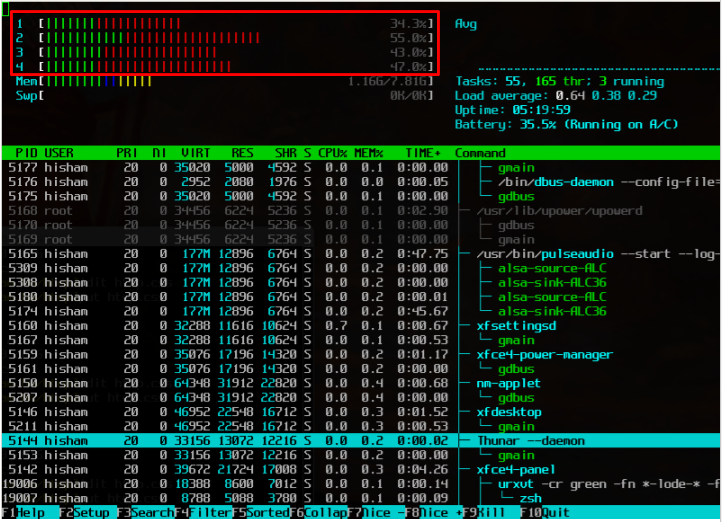 1 [ 34.3%] Avg
2 [ 55.0%]
3 [ 43.0%]
4 [ 47.0%]
Mem[ 1.16G/7.81G] Tasks: 55, 165 thr; 3 running
Swp[ 0K/0K] Load average: 0.64 0.38 0.29
Uptime: 05:19:59
Battery: 35.5% (Running on A/C)
PID USER PRI NI VIRT RES SHR S CPU% MEM% TIME+ Command
5177 hisham 20 0 35020 5000 4592 S 0.0 0.1 0:00.00 gmain
5176 hisham 20 0 2952 2080 1976 S 0.0 0.0 0:00.05 /bin/dbus-daemon --config-file=
5175 hisham 20 0 35020 5000 4592 S 0.0 0.1 0:00.00 gdbus
5168 root 20 0 34456 6224 5236 S 0.0 0.1 0:02.90 /usr/lib/upower/upowerd
5170 root 20 0 34456 6224 5236 S 0.0 0.1 0:00.00 gdbus
5169 root 20 0 34456 6224 5236 S 0.0 0.1 0:00.00 gmain
5165 hisham 20 0 177M 12896 6764 S 0.0 0.2 0:47.75 /usr/bin/pulseaudio --start --log-
5309 hisham 20 0 177M 12896 6764 S 0.0 0.2 0:00.00 alsa-source-ALC
5308 hisham 20 0 177M 12896 6764 S 0.0 0.2 0:00.00 alsa-sink-ALC36
5180 hisham 20 0 177M 12896 6764 S 0.0 0.2 0:00.01 alsa-source-ALC
5174 hisham 20 0 177M 12896 6764 S 0.0 0.2 0:45.67 alsa-sink-ALC36
5160 hisham 20 0 32288 11616 10624 S 0.7 0.1 0:00.67 xfsettingsd
5167 hisham 20 0 32288 11616 10624 S 0.0 0.1 0:00.53 gmain
5159 hisham 20 0 35076 17196 14320 S 0.0 0.2 0:01.17 xfce4-power-manager
5161 hisham 20 0 35076 17196 14320 S 0.0 0.2 0:00.00 gdbus
5150 hisham 20 0 64348 31912 22820 S 0.0 0.4 0:00.68 nm-applet
5207 hisham 20 0 64348 31912 22820 S 0.0 0.4 0:00.00 gdbus
5146 hisham 20 0 46952 22548 16712 S 0.0 0.3 0:01.52 xfdesktop
5211 hisham 20 0 46952 22548 16712 S 0.0 0.3 0:00.53 gmain
5144 hisham 20 0 33156 13072 12216 S 0.0 0.2 0:00.02 Thunar --daemon
5153 hisham 20 0 33156 13072 12216 S 0.0 0.2 0:00.00 gmain
5142 hisham 20 0 39672 21724 17008 S 0.0 0.3 0:04.26 xfce4-panel
19006 hisham 20 0 18388 8600 7012 S 0.0 0.1 0:00.14 urxvt -cr green -fn *-lode-* -f
19007 hisham 20 0 8788 5088 3780 S 0.0 0.1 0:00.09 zsh
F1Help F2Setup F3SearchF4FilterF5SortedF6CollapF7Nice -F8Nice +F9Kill F10Quit